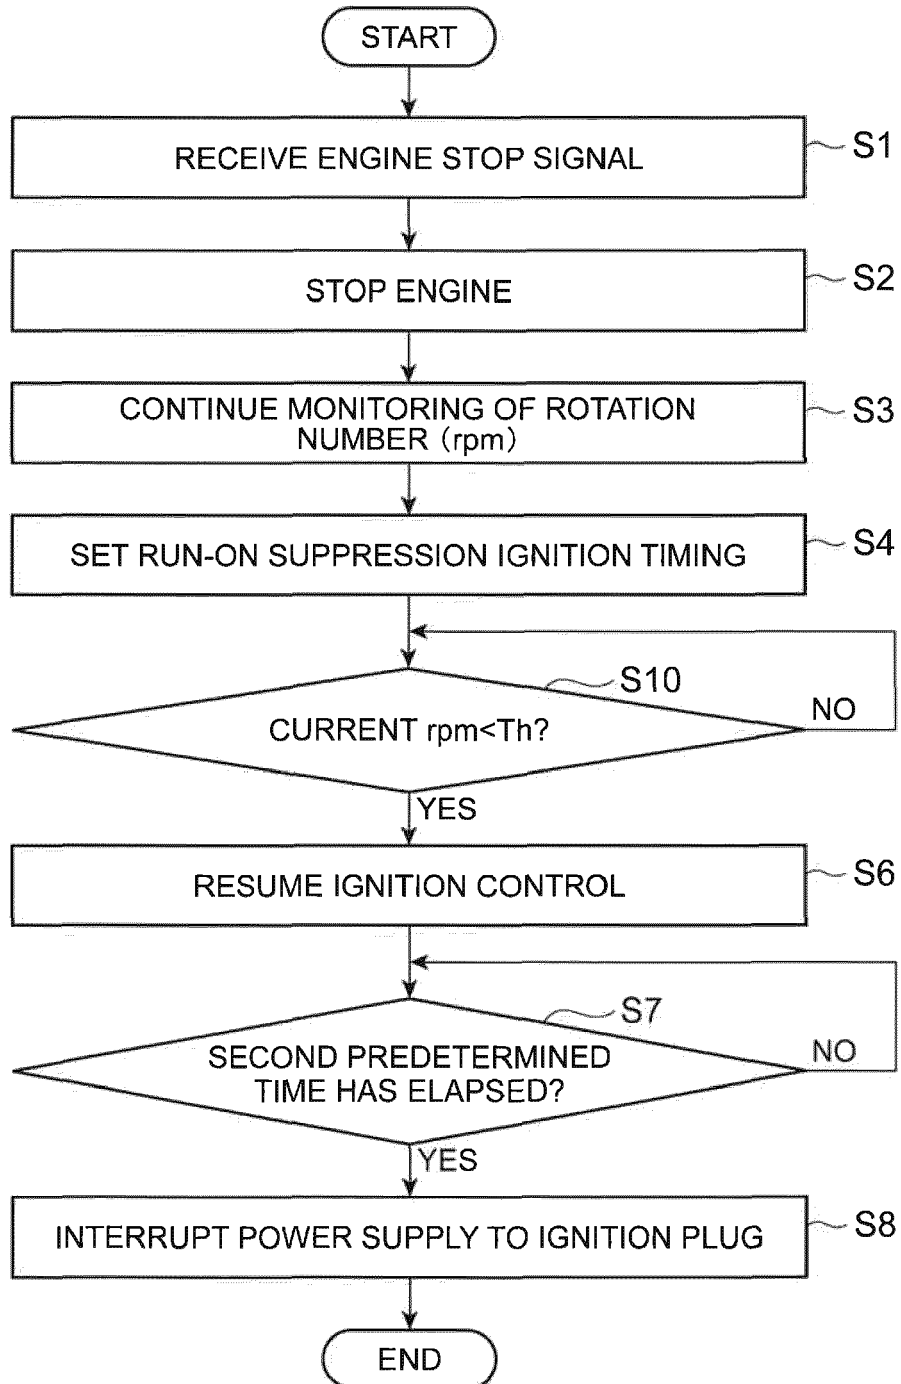 START
RECEIVE ENGINE STOP SIGNAL
S1
STOP ENGINE
S2
CONTINUE MONITORING OF ROTATION
NUMBER (rpm)
S3
SET RUN-ON SUPPRESSION IGNITION TIMING
S4
S10
CURRENT rpm<Th?
NO
YES
RESUME IGNITION CONTROL
S6
S7
SECOND PREDETERMINED
TIME HAS ELAPSED?
NO
YES
INTERRUPT POWER SUPPLY TO IGNITION PLUG
S8
END